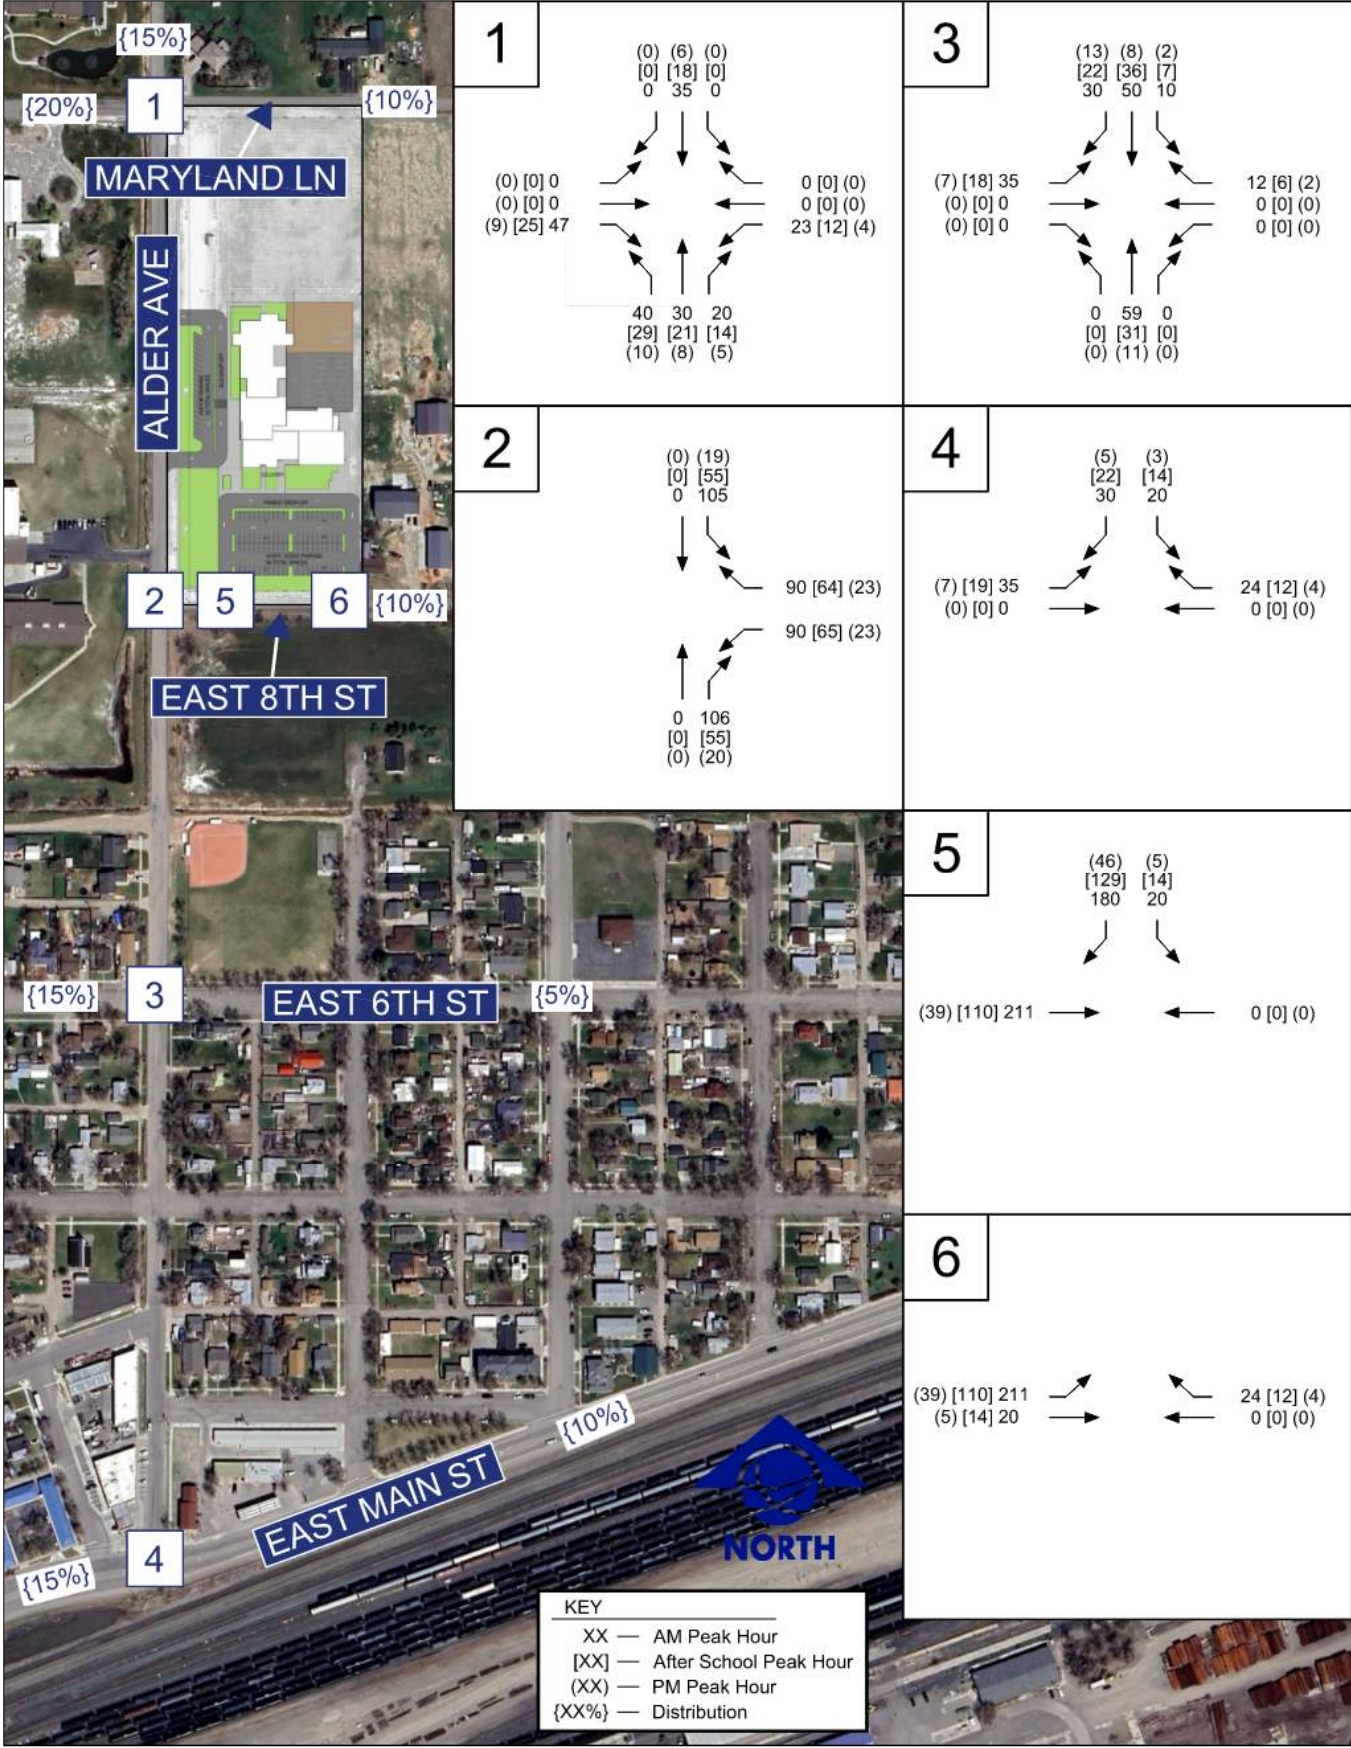 {15%}
{20%}
1
{10%}
MARYLAND LN
ALDER AVE
2
5
6
{10%}
EAST 8TH ST
{15%}
3
EAST 6TH ST
{5%}
{10%}
EAST MAIN ST
4
{15%}
NORTH
KEY
XX — AM Peak Hour
[XX] — After School Peak Hour
(XX) — PM Peak Hour
{XX%} — Distribution
1
(0) (6) (0)
[0] [18] [0]
0 35 0
(0) [0] 0
(0) [0] 0
(9) [25] 47
0 [0] (0)
0 [0] (0)
23 [12] (4)
40 30 20
[29] [21] [14]
(10) (8) (5)
3
(13) (8) (2)
[22] [36] [7]
30 50 10
(7) [18] 35
(0) [0] 0
(0) [0] 0
12 [6] (2)
0 [0] (0)
0 [0] (0)
0 59 0
[0] [31] [0]
(0) (11) (0)
2
(0) (19)
[0] [55]
0 105
90 [64] (23)
90 [65] (23)
0 106
[0] [55]
(0) (20)
4
(5) (3)
[22] [14]
30 20
(7) [19] 35
(0) [0] 0
24 [12] (4)
0 [0] (0)
5
(46) (5)
[129] [14]
180 20
(39) [110] 211
0 [0] (0)
6
(39) [110] 211
(5) [14] 20
24 [12] (4)
0 [0] (0)